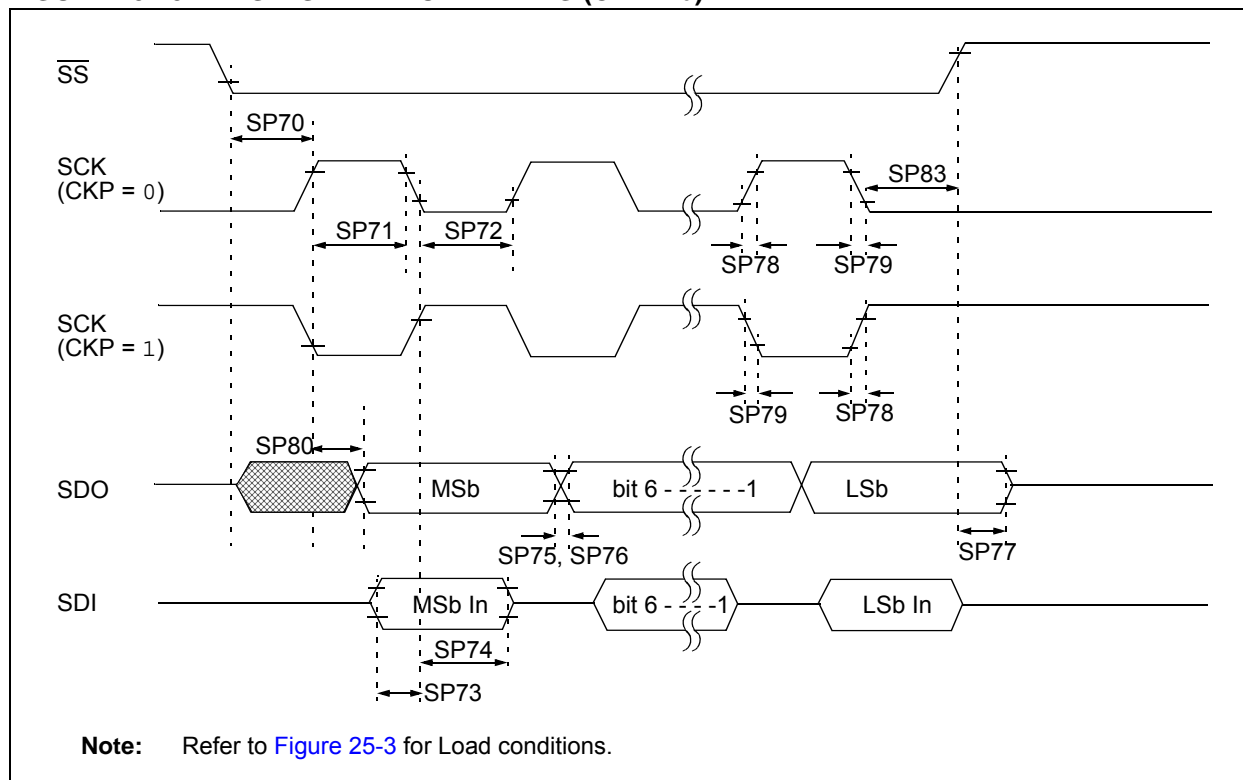 SS
SP70
SCK
(CKP = 0)
SP83
SP71
SP72
SP78
SP79
SCK
(CKP = 1)
SP79
SP78
SP80
SDO
MSb
bit 6 - - - - - -1
LSb
SP75, SP76
SP77
SDI
MSb In
bit 6 - - - -1
LSb In
SP74
SP73
Note: Refer to Figure 25-3 for Load conditions.